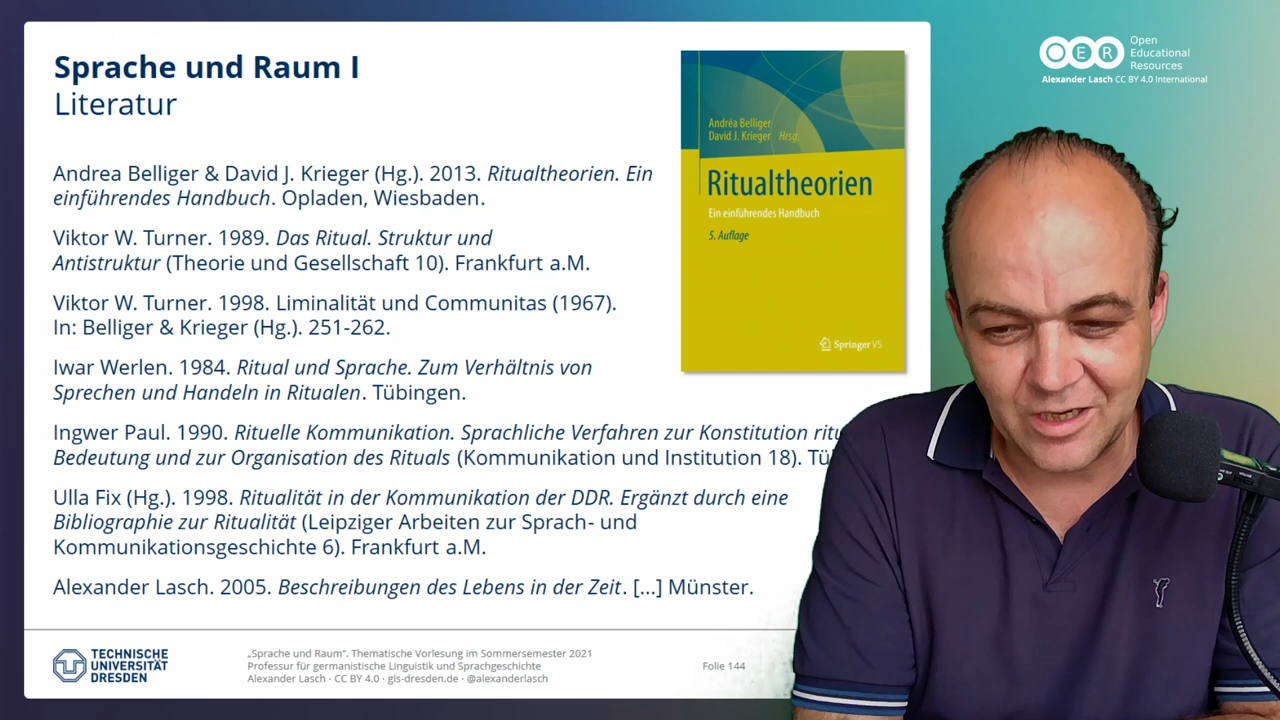 Sprache und Raum I
Literatur
Andrea Belliger & David J. Krieger (Hg.). 2013. Ritualtheorien. Ein
einführendes Handbuch. Opladen, Wiesbaden.
Viktor W. Turner. 1989. Das Ritual. Struktur und
Antistruktur (Theorie und Gesellschaft 10). Frankfurt a.M.
Viktor W. Turner. 1998. Liminalität und Communitas (1967).
In: Belliger & Krieger (Hg.). 251-262.
Iwar Werlen. 1984. Ritual und Sprache. Zum Verhältnis von
Sprechen und Handeln in Ritualen. Tübingen.
Ingwer Paul. 1990. Rituelle Kommunikation. Sprachliche Verfahren zur Konstitution
Bedeutung und zur Organisation des Rituals (Kommunikation und Institution 18).
Ulla Fix (Hg.). 1998. Ritualität in der Kommunikation der DDR. Ergänzt durch eine
Bibliographie zur Ritualität (Leipziger Arbeiten zur Sprach- und
Kommunikationsgeschichte 6). Frankfurt a.M.
Alexander Lasch. 2005. Beschreibungen des Lebens in der Zeit. [...] Münster.
Andréa Belliger
David J. Krieger Hrsg.
Ritualtheorien
Ein einführendes Handbuch
5. Auflage
Springer VS
TECHNISCHE
UNIVERSITÄT
DRESDEN
„Sprache und Raum". Thematische Vorlesung im Sommersemester 2021
Professur für germanistische Linguistik und Sprachgeschichte
Alexander Lasch · CC BY 4.0 · gls-dresden.de · @alexanderlasch
Folie 144
OER
Open
Educational
Resources
Alexander Lasch CC BY 4.0 International